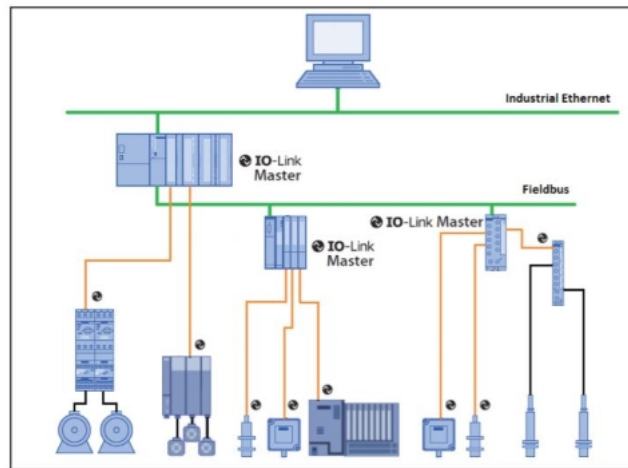 Industrial Ethernet
IO-Link
Master
Fieldbus
IO-Link Master
IO-Link
Master